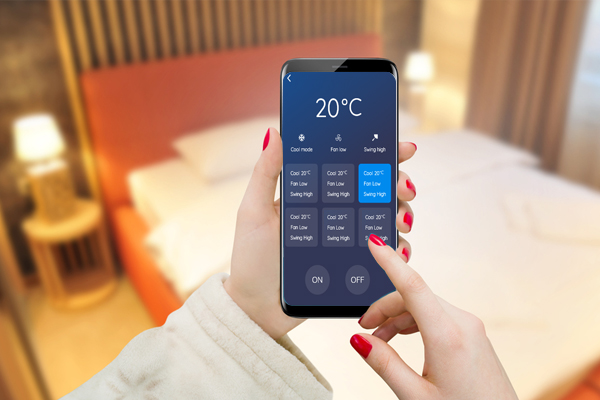 20°C
Cool mode Fan low Swing high
Cool 20°C Cool 20°C Cool 20°C
Fan Low Fan Low Fan Low
Swing High Swing High Swing High
Cool 20°C Cool 20°C Cool 20°C
Fan Low Fan Low Fan Low
Swing High Swing High High
ON OFF